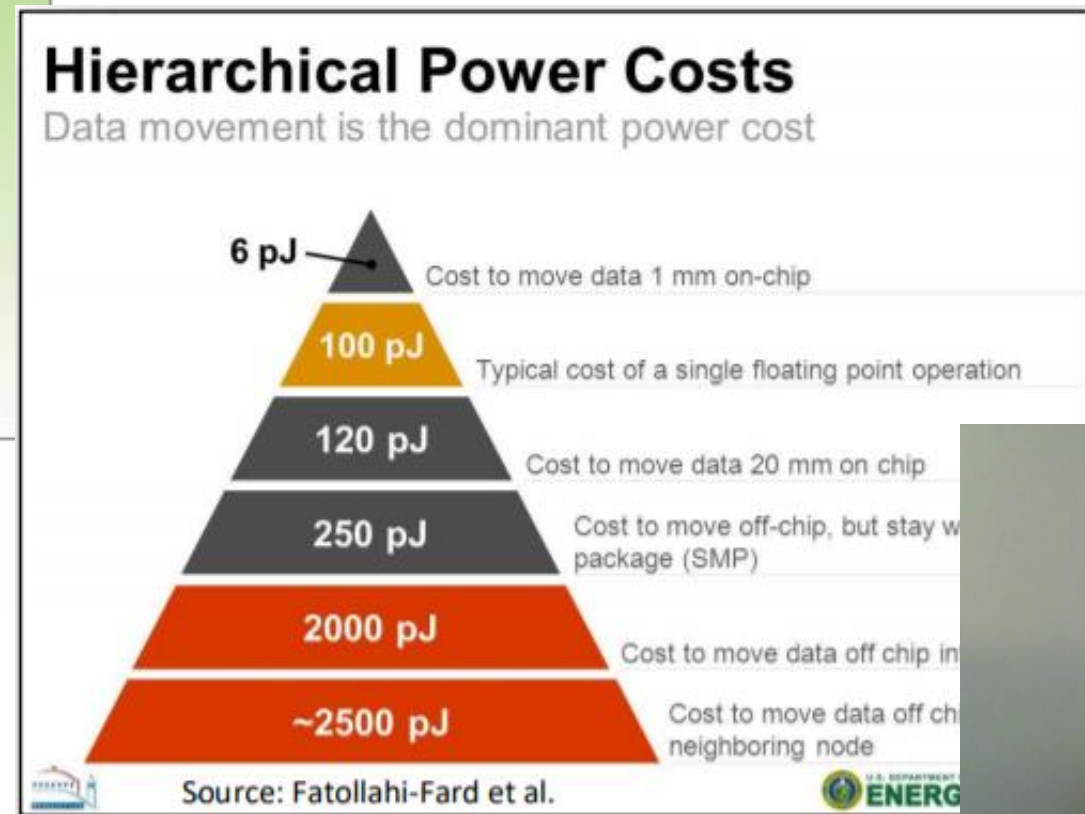 Hierarchical Power Costs
Data movement is the dominant power cost
6 pJ
Cost to move data 1 mm on-chip
100 pJ
Typical cost of a single floating point operation
120 pJ
Cost to move data 20 mm on chip
250 pJ
Cost to move off-chip, but stay w
package (SMP)
2000 pJ
Cost to move data off chip in
~2500 pJ
Cost to move data off chi
neighboring node
Source: Fatollahi-Fard et al.
U.S. DEPARTMENT
ENERG